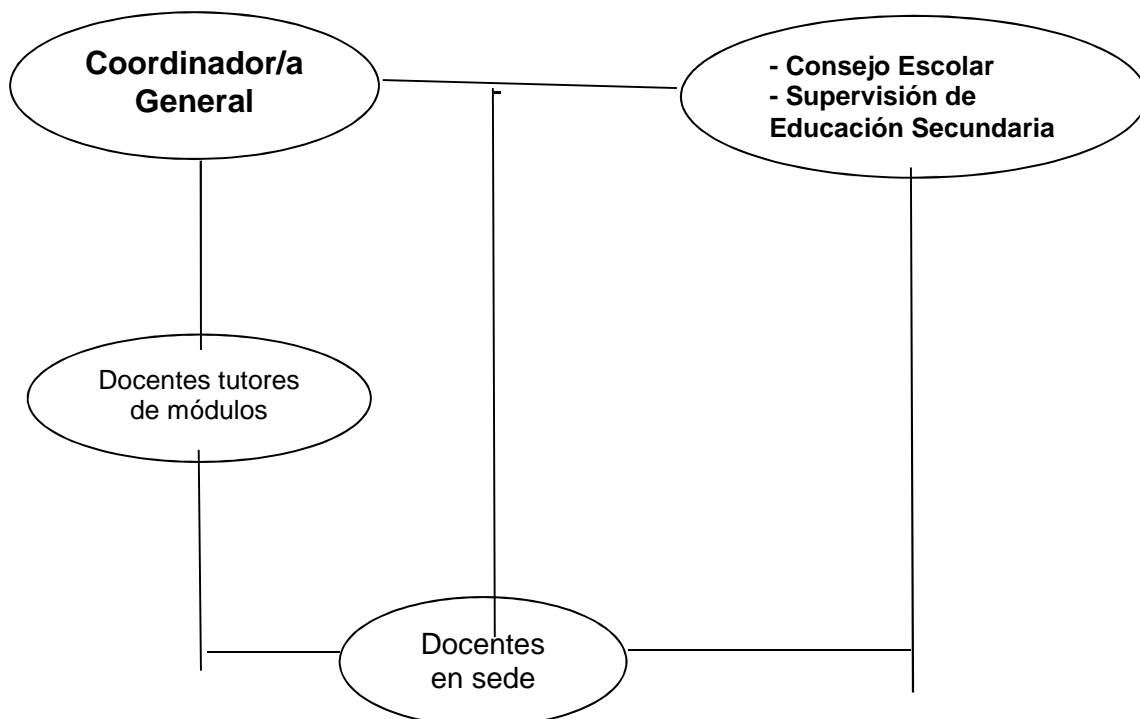 Coordinador/a
General
- Consejo Escolar
- Supervisión de
Educación Secundaria
Docentes tutores
de módulos
Docentes
en sede